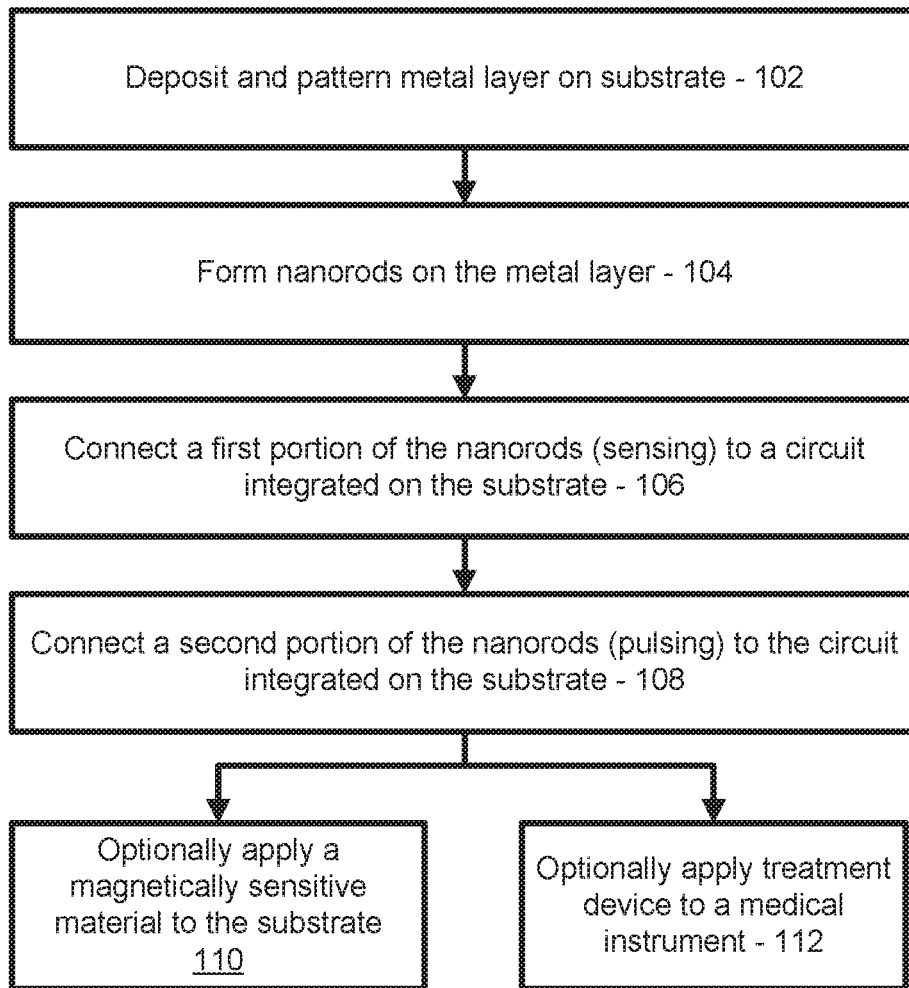 Deposit and pattern metal layer on substrate - 102
Form nanorods on the metal layer - 104
Connect a first portion of the nanorods (sensing) to a circuit
integrated on the substrate - 106
Connect a second portion of the nanorods (pulsing) to the circuit
integrated on the substrate - 108
Optionally apply a
magnetically sensitive
material to the substrate
110
Optionally apply treatment
device to a medical
instrument - 112